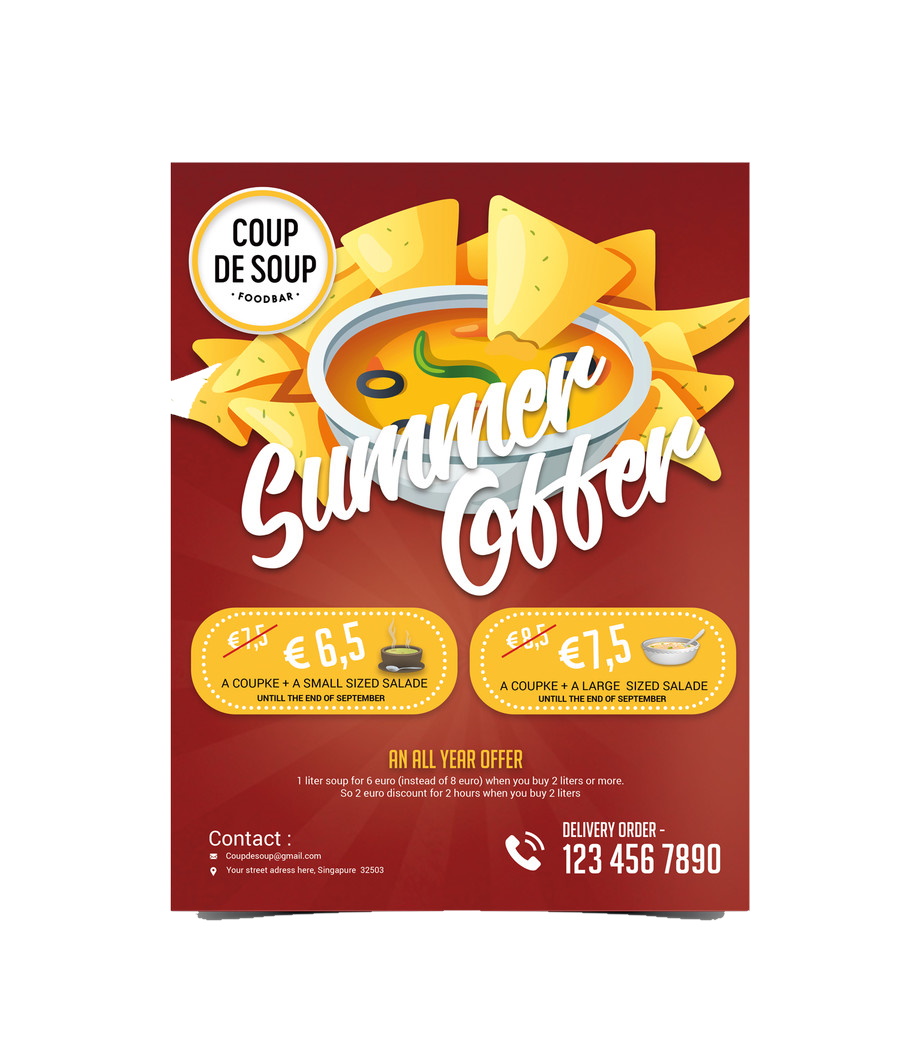 COUP
DE SOUP
• FOODBAR •
Summer
Offer
€7,5 €6,5
A COUPKE + A SMALL SIZED SALADE
UNTILL THE END OF SEPTEMBER
€8,5 €7,5
A COUPKE + A LARGE SIZED SALADE
UNTILL THE END OF SEPTEMBER
AN ALL YEAR OFFER
1 liter soup for 6 euro (instead of 8 euro) when you buy 2 liters or more.
So 2 euro discount for 2 hours when you buy 2 liters
Contact :
Coupdesoup@gmail.com
Your street adress here, Singapure 32503
DELIVERY ORDER -
123 456 7890